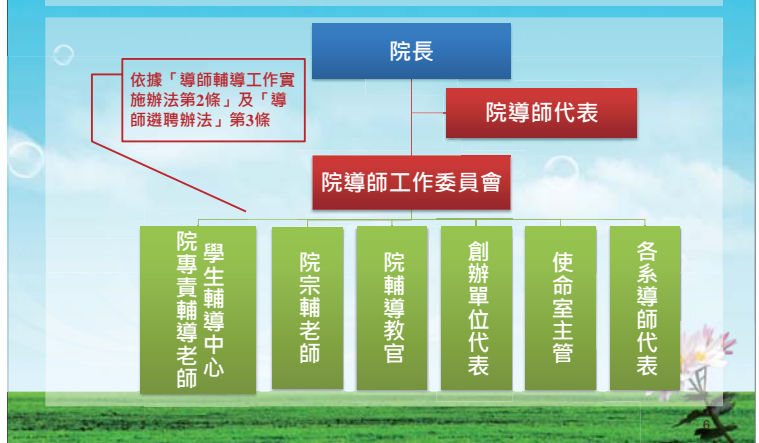 院長
依據「導師輔導工作實
施辦法第2條」及「導
師遴聘辦法」第3條
院導師代表
院導師工作委員會
學生輔導中心
院專責輔導老師
院宗輔老師
院輔導教官
創辦單位代表
使命室主管
各系導師代表
6